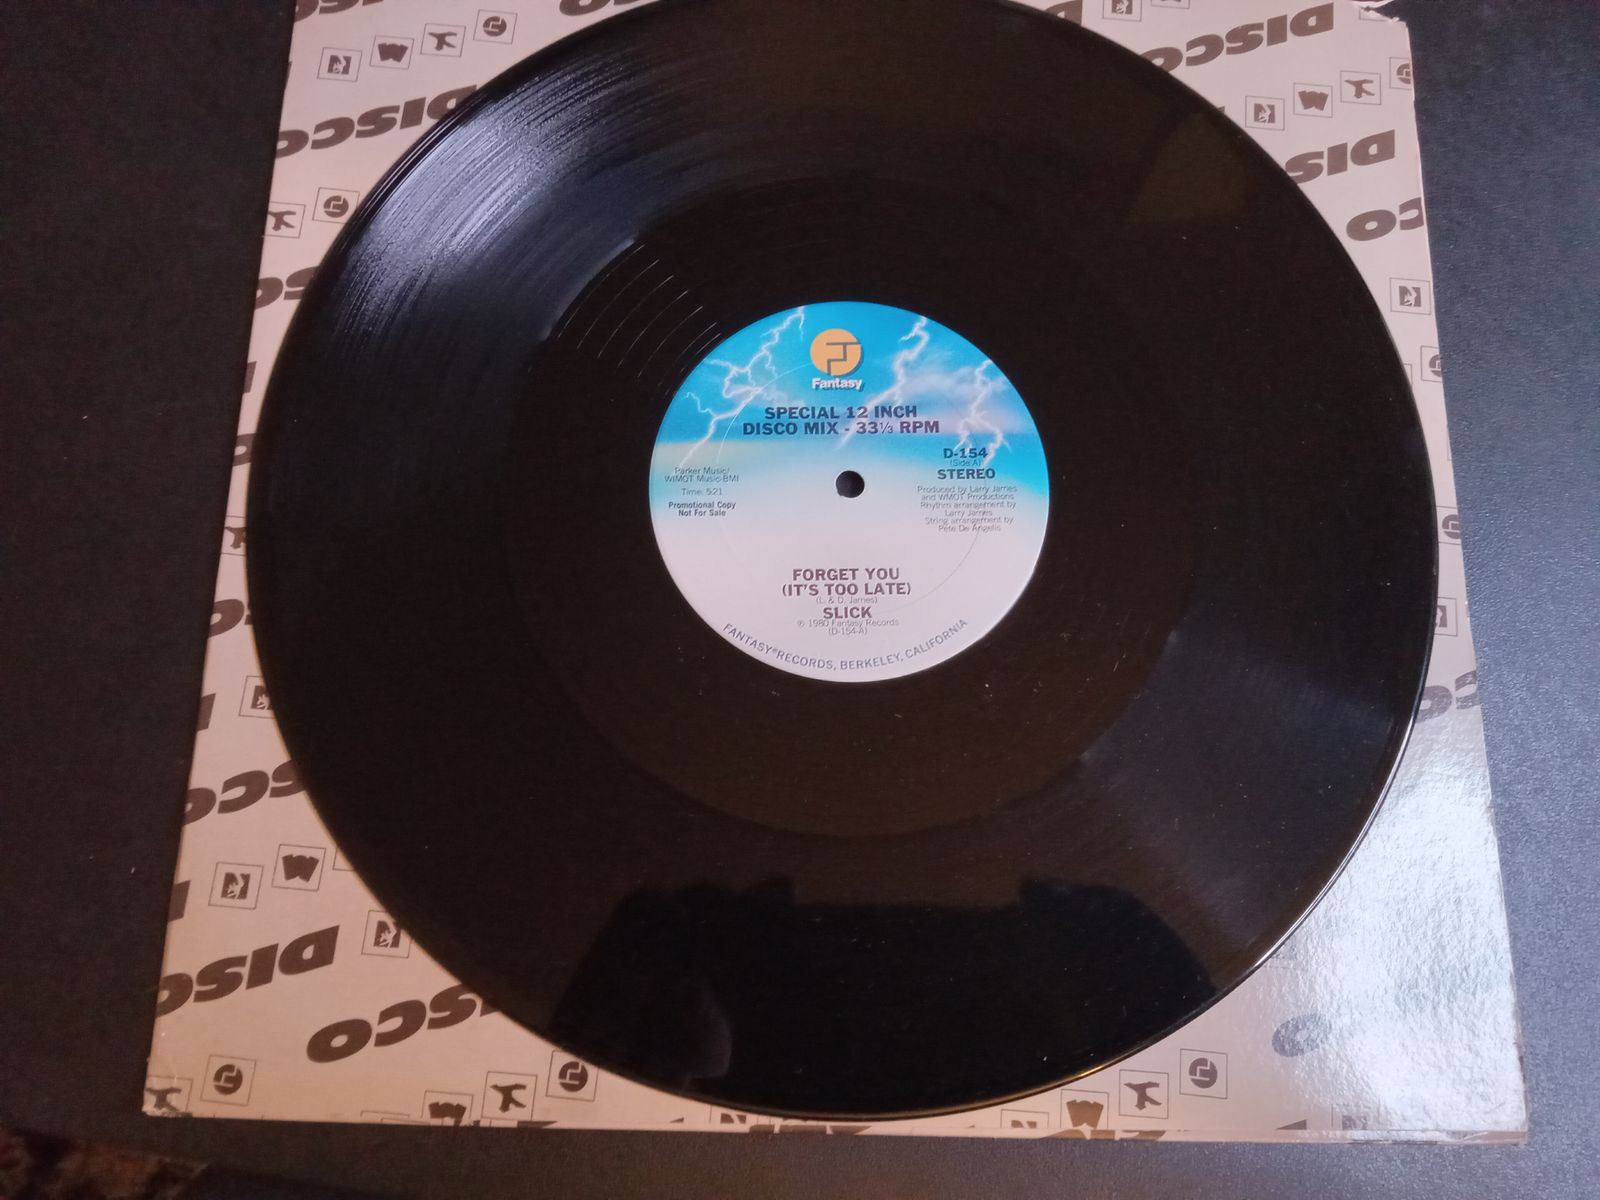 DISCO
DISCO
DISCO
DISCO
Fantasy
SPECIAL 12 INCH
DISCO MIX - 33⅓ RPM
D-154
(Side A)
STEREO
Parker Music/
WIMOT Music-BMI
Time: 5:21
Promotional Copy
Not For Sale
Produced by Larry James
and WMOT Productions
Rhythm arrangement by
Larry James
String arrangement by
Pete De Angelis
FORGET YOU
(IT'S TOO LATE)
(L. & D. James)
SLICK
℗ 1980 Fantasy Records
(D-154-A)
FANTASY® RECORDS, BERKELEY, CALIFORNIA
DISCO
DISCO
DISCO